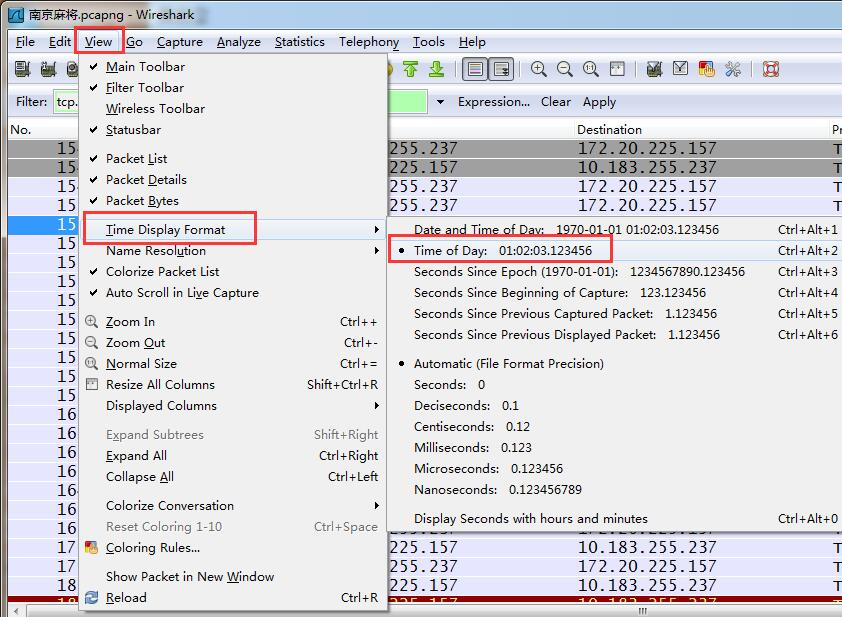 南京麻将.pcapng - Wireshark
File Edit View Go Capture Analyze Statistics Telephony Tools Help
Filter: tcp. Expression... Clear Apply
No. Destination Pr
Main Toolbar
Filter Toolbar
Wireless Toolbar
Statusbar
Packet List
Packet Details
Packet Bytes
Time Display Format
Name Resolution
Colorize Packet List
Auto Scroll in Live Capture
Zoom In Ctrl++
Zoom Out Ctrl+-
Normal Size Ctrl+=
Resize All Columns Shift+Ctrl+R
Displayed Columns
Expand Subtrees Shift+Right
Expand All Ctrl+Right
Collapse All Ctrl+Left
Colorize Conversation
Reset Coloring 1-10 Ctrl+Space
Coloring Rules...
Show Packet in New Window
Reload Ctrl+R
Date and Time of Day: 1970-01-01 01:02:03.123456 Ctrl+Alt+1
Time of Day: 01:02:03.123456 Ctrl+Alt+2
Seconds Since Epoch (1970-01-01): 1234567890.123456 Ctrl+Alt+3
Seconds Since Beginning of Capture: 123.123456 Ctrl+Alt+4
Seconds Since Previous Captured Packet: 1.123456 Ctrl+Alt+5
Seconds Since Previous Displayed Packet: 1.123456 Ctrl+Alt+6
Automatic (File Format Precision)
Seconds: 0
Deciseconds: 0.1
Centiseconds: 0.12
Milliseconds: 0.123
Microseconds: 0.123456
Nanoseconds: 0.123456789
Display Seconds with hours and minutes Ctrl+Alt+0
15 255.237 172.20.225.157 T
15 225.157 10.183.255.237 T
15 255.237 172.20.225.157 T
15 255.237 172.20.225.157 T
15
15
15
15
15
15
15
15
15
15
16
16
16
16
16
16
16
17 225.157 10.183.255.237 T
17 255.237 172.20.225.157 T
18 225.157 10.183.255.237 T